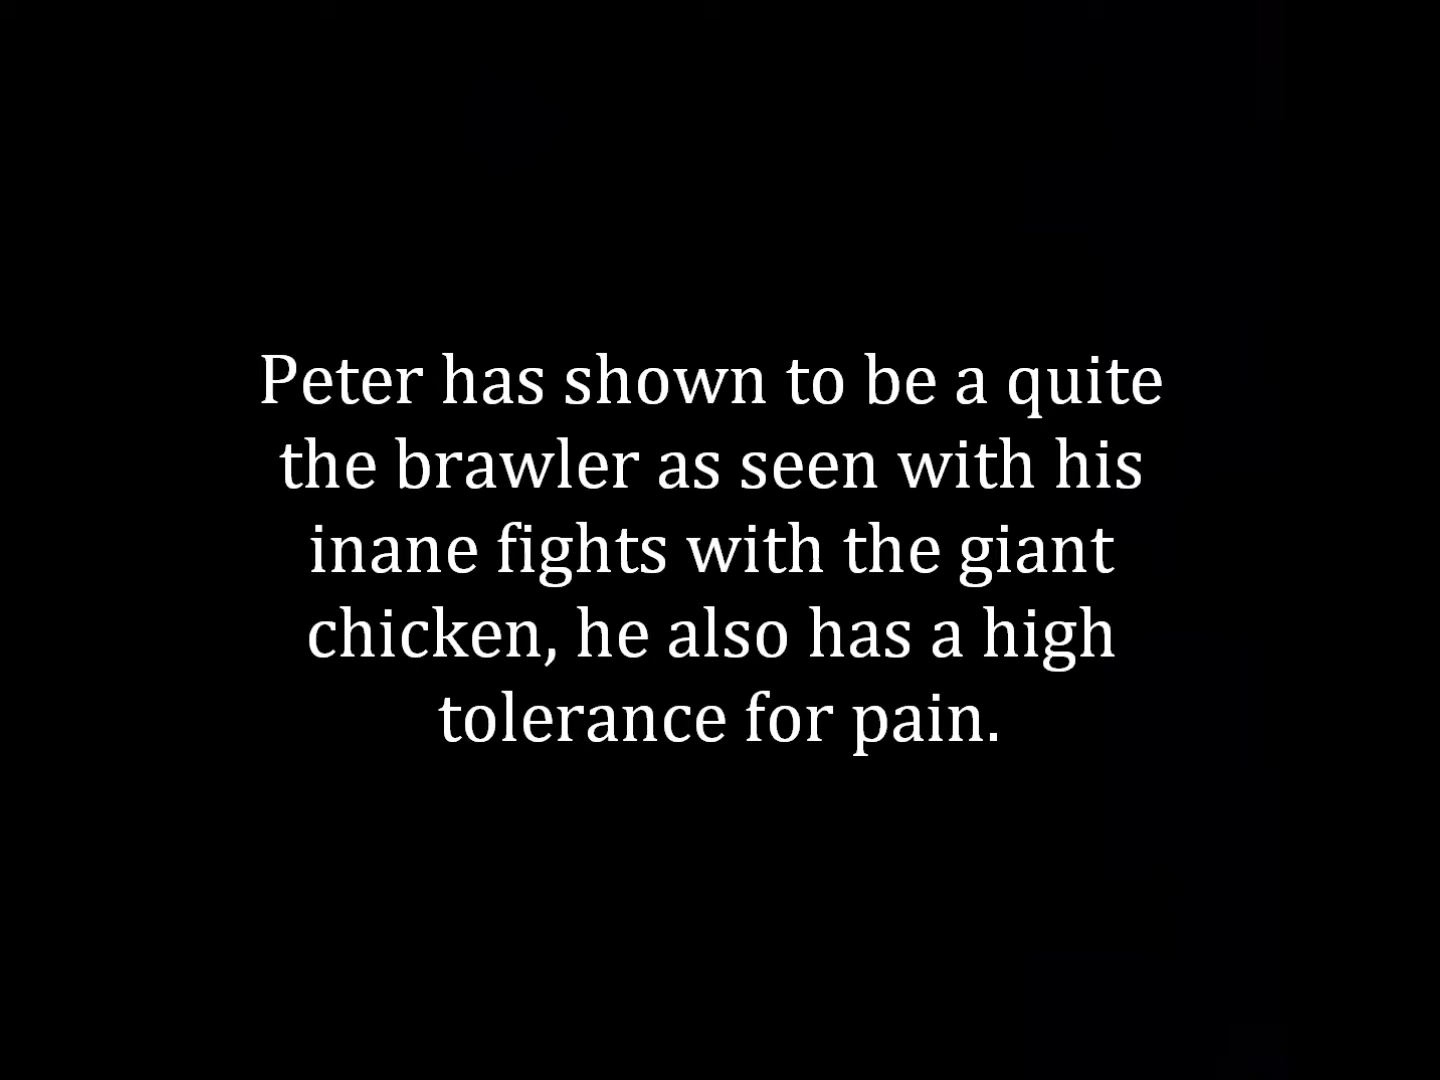 Peter has shown to be a quite
the brawler as seen with his
inane fights with the giant
chicken, he also has a high
tolerance for pain.